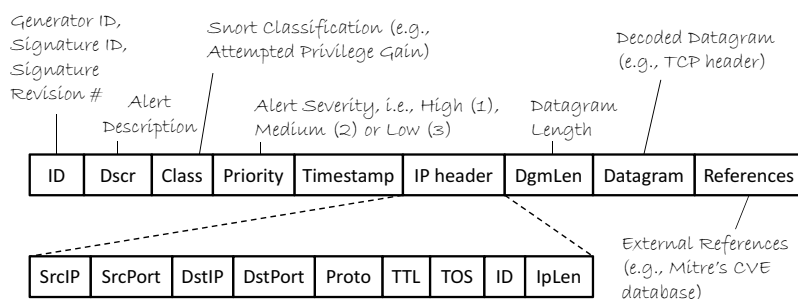 Generator ID,
Signature ID,
Signature
Revision #
Snort Classification (e.g.,
Attempted Privilege Gain)
Decoded Datagram
(e.g., TCP header)
Alert
Description
Alert Severity, i.e., High (1),
Medium (2) or Low (3)
Datagram
Length
ID Dscr Class Priority Timestamp IP header DgmLen Datagram References
External References
(e.g., Mitre's CVE
database)
SrcIP SrcPort DstIP DstPort Proto TTL TOS ID IpLen